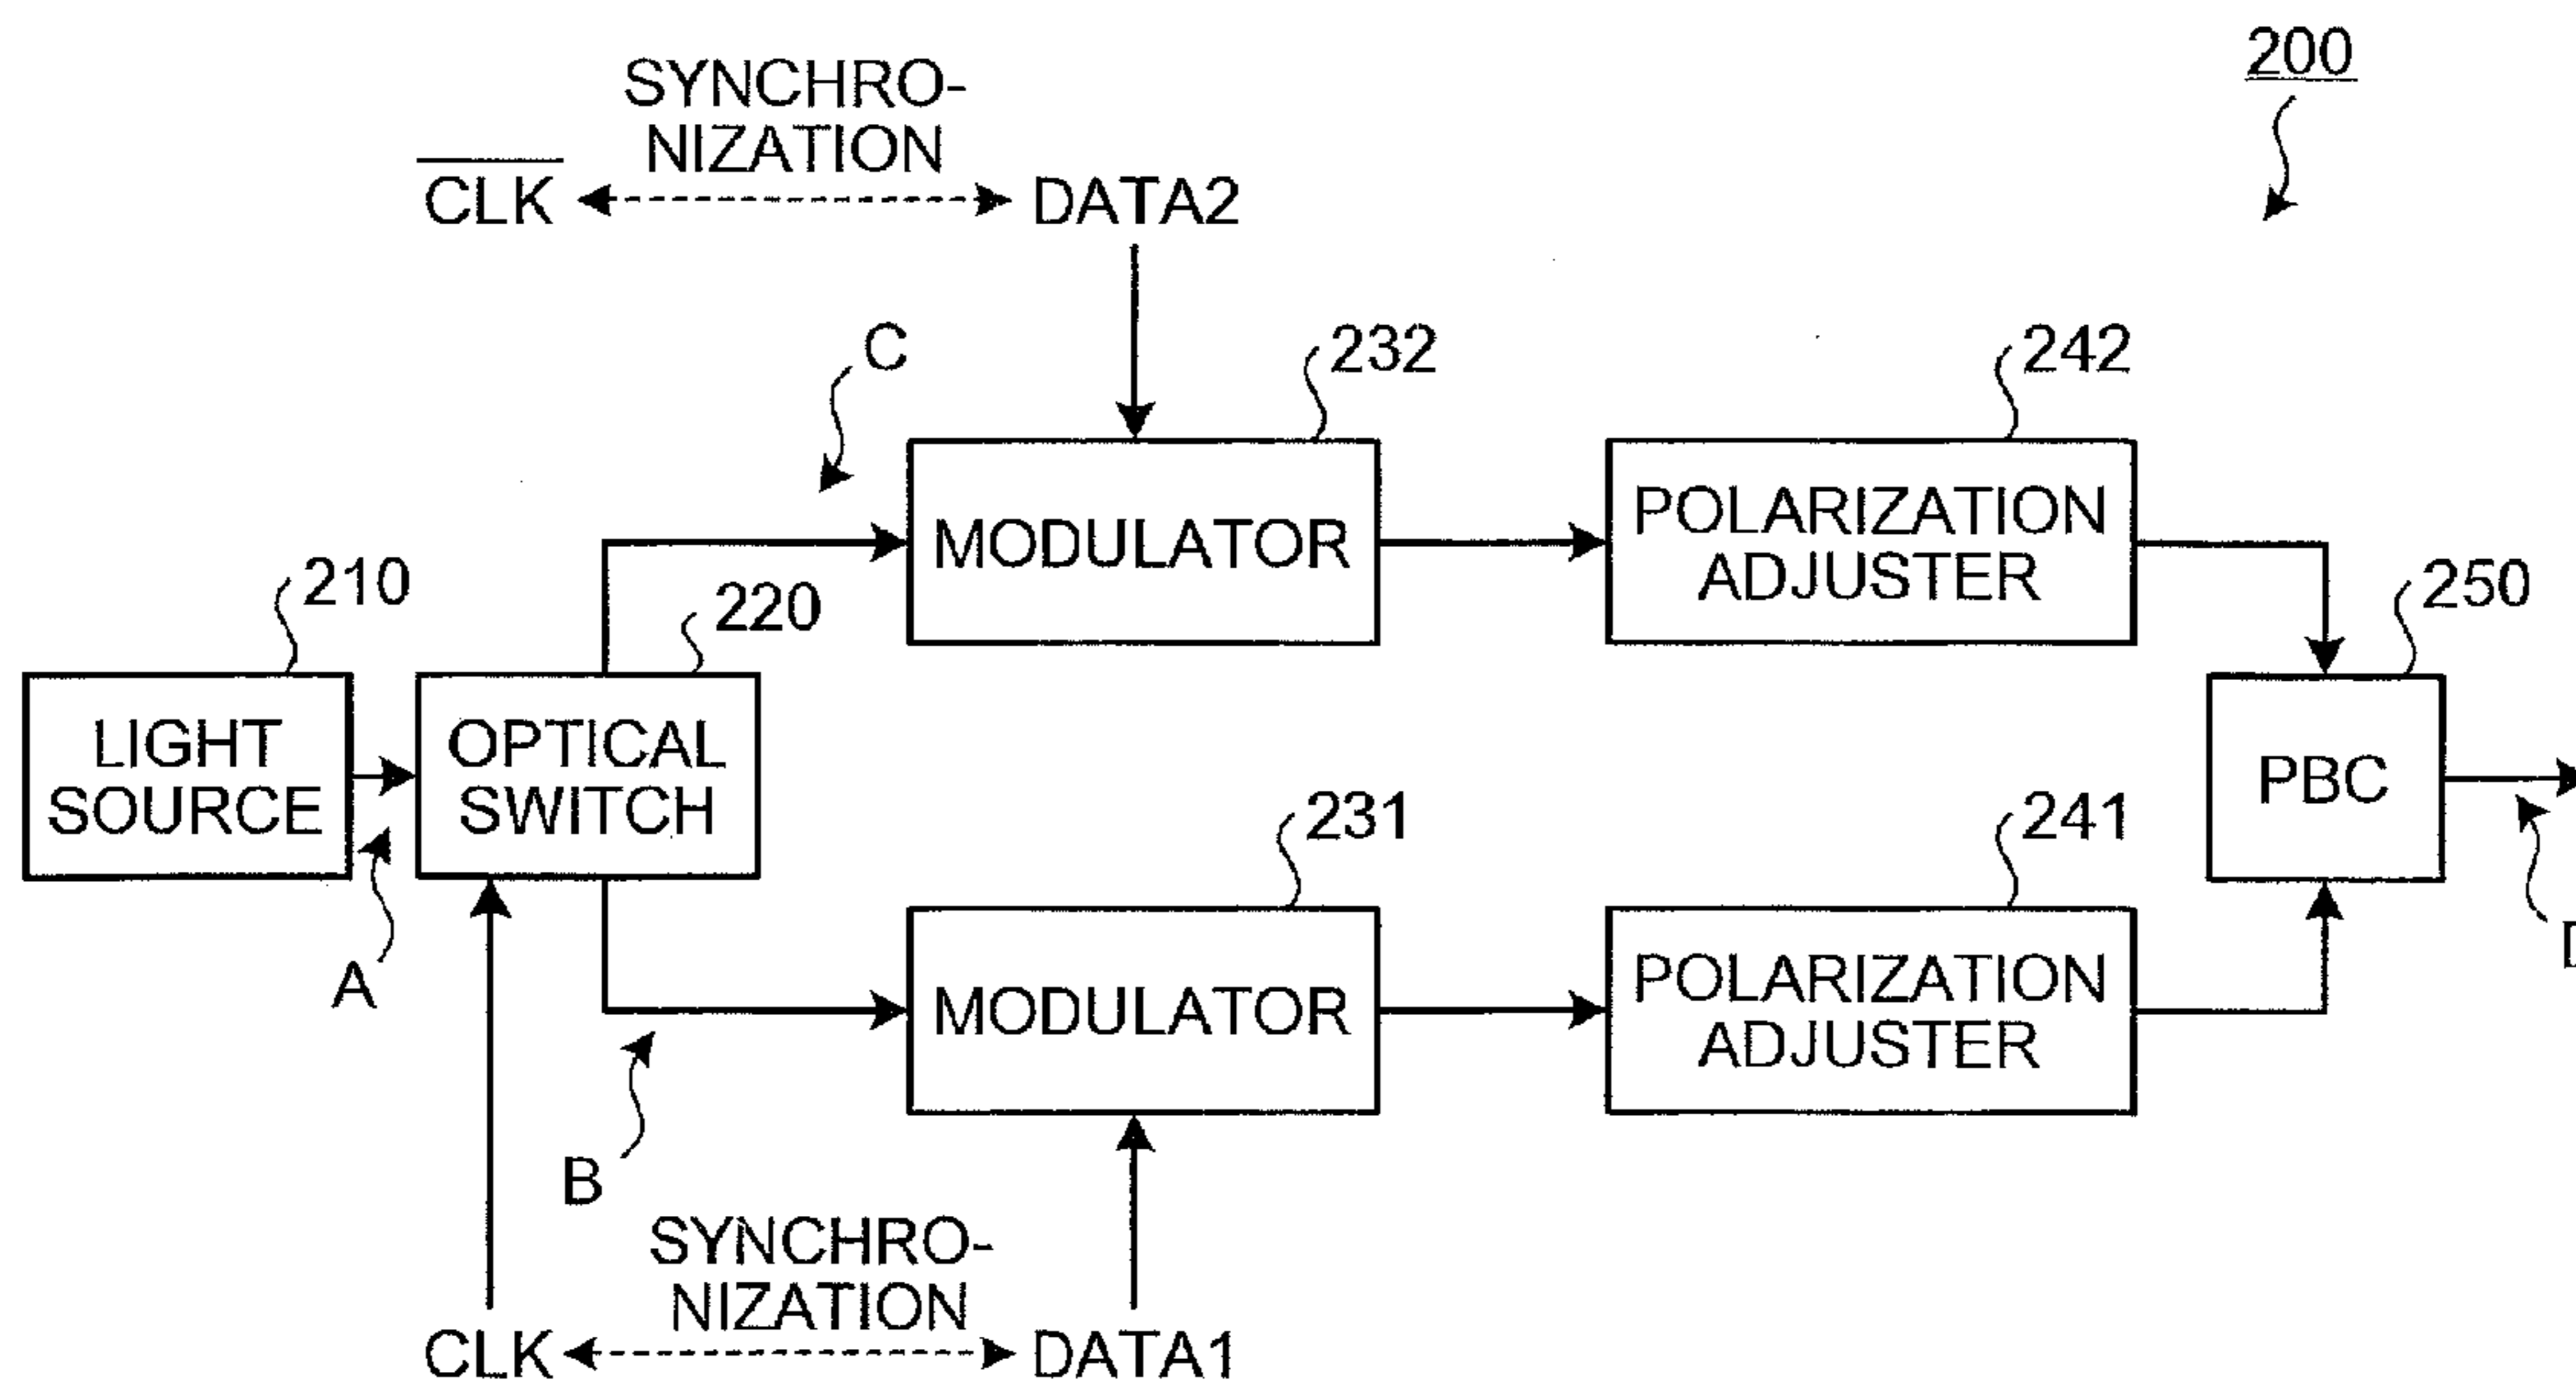 200
SYNCHRO-
NIZATION
C̅L̅K̅
DATA2
C
232
242
MODULATOR
POLARIZATION
ADJUSTER
210
220
250
LIGHT
SOURCE
OPTICAL
SWITCH
PBC
231
241
A
D
MODULATOR
POLARIZATION
ADJUSTER
B
SYNCHRO-
NIZATION
CLK
DATA1